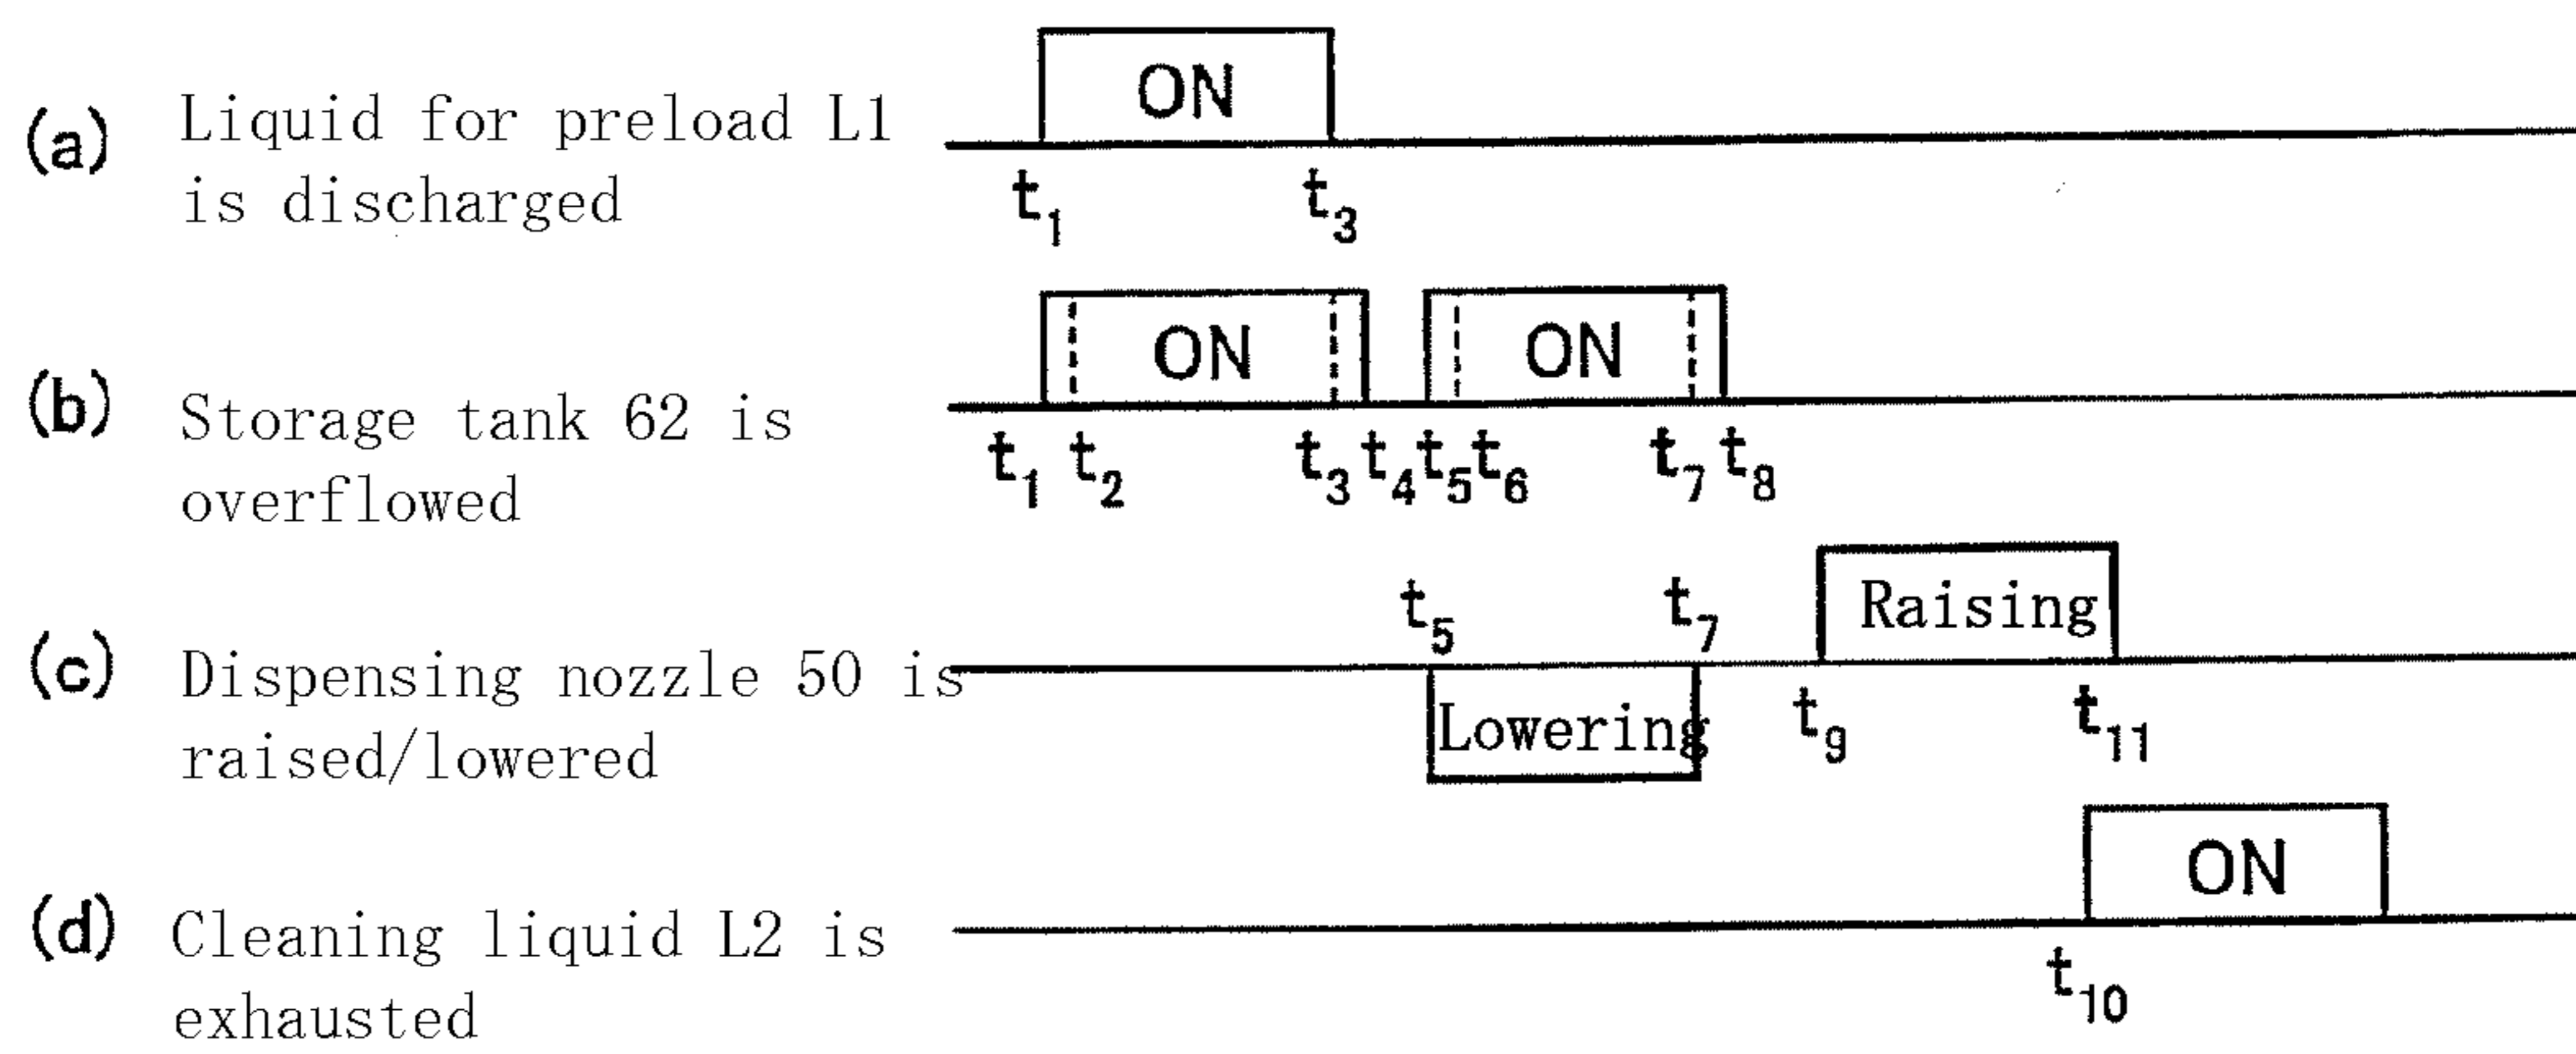 ON
(a) Liquid for preload L1
is discharged
t1 t3
ON ON
(b) Storage tank 62 is
overflowed
t1 t2 t3 t4 t5 t6 t7 t8
t5 t7 Raising
(c) Dispensing nozzle 50 is
raised/lowered
Lowering t9 t11
ON
(d) Cleaning liquid L2 is
exhausted
t10